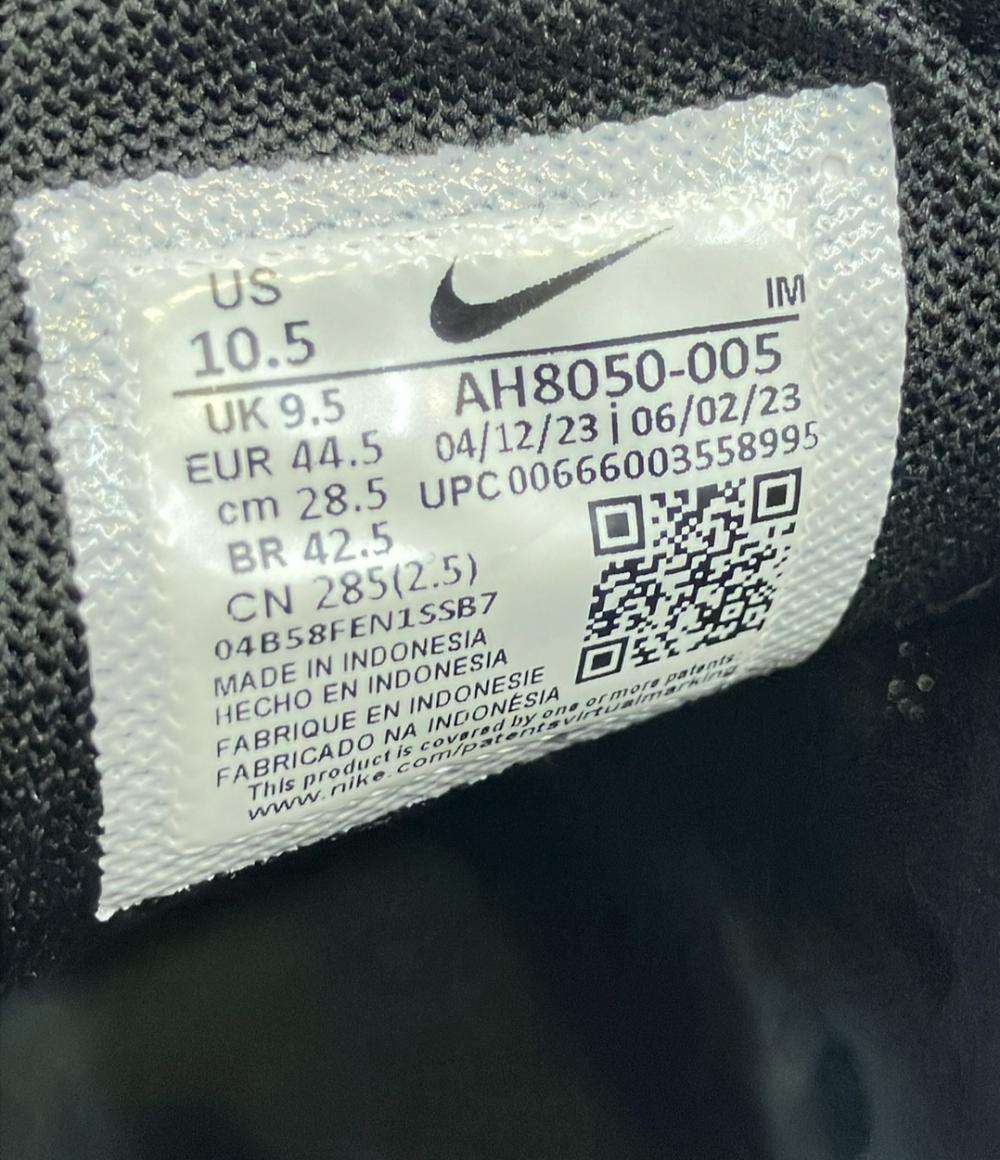 US
10.5
IM
UK 9.5
AH8050-005
EUR 44.5
04/12/23 | 06/02/23
cm 28.5
UPC 00666003558995
BR 42.5
CN 285(2.5)
04B58FEN1SSB7
MADE IN INDONESIA
HECHO EN INDONESIA
FABRIQUE EN INDONESIE
FABRICADO NA INDONÉSIA
This product is covered by one or more patents.
www.nike.com/patentsvirtualmarking